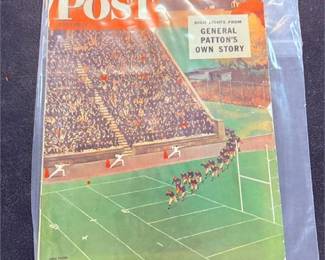 POST
HIGH LIGHTS FROM
GENERAL
PATTON'S
OWN STORY